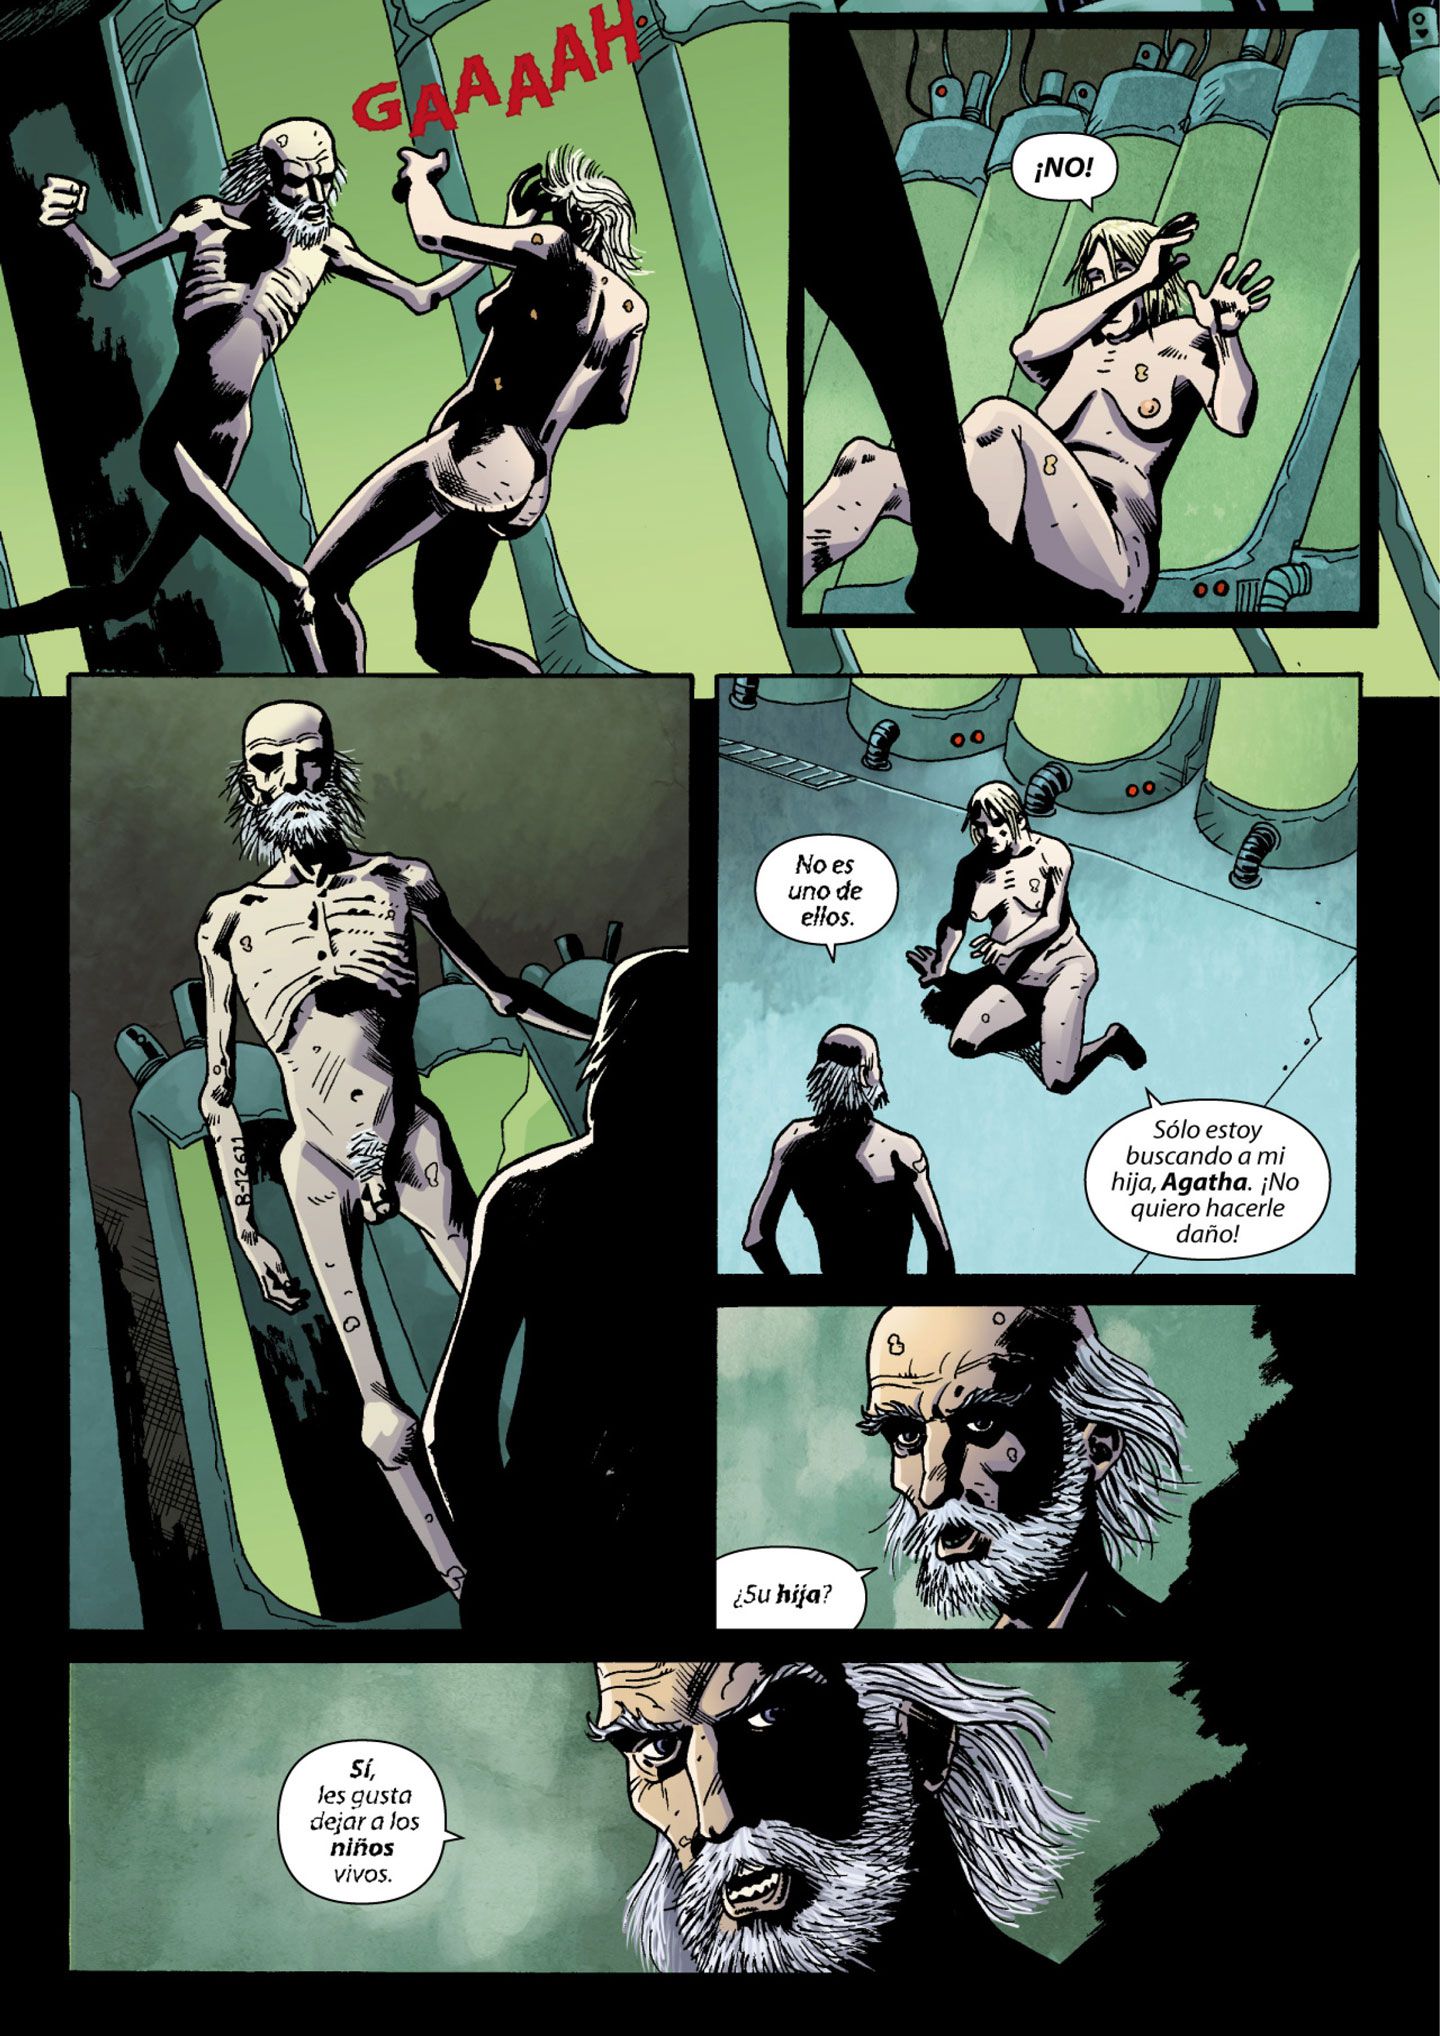 GAAAAH
¡NO!
B-12671
No es
uno de
ellos.
Sólo estoy
buscando a mi
hija, Agatha. ¡No
quiero hacerle
daño!
¿Su hija?
Sí,
les gusta
dejar a los
niños
vivos.